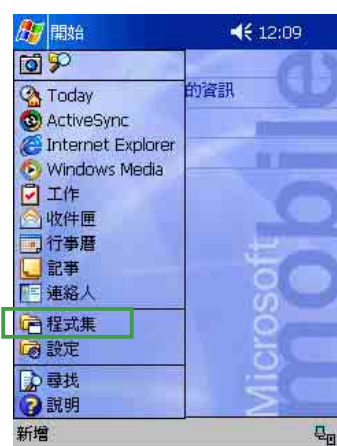 開始 12:09
Today
的資訊
ActiveSync
Internet Explorer
Windows Media
工作
收件匣
行事曆
記事
連絡人
程式集
設定
尋找
說明
新增
Microsoft
mobile